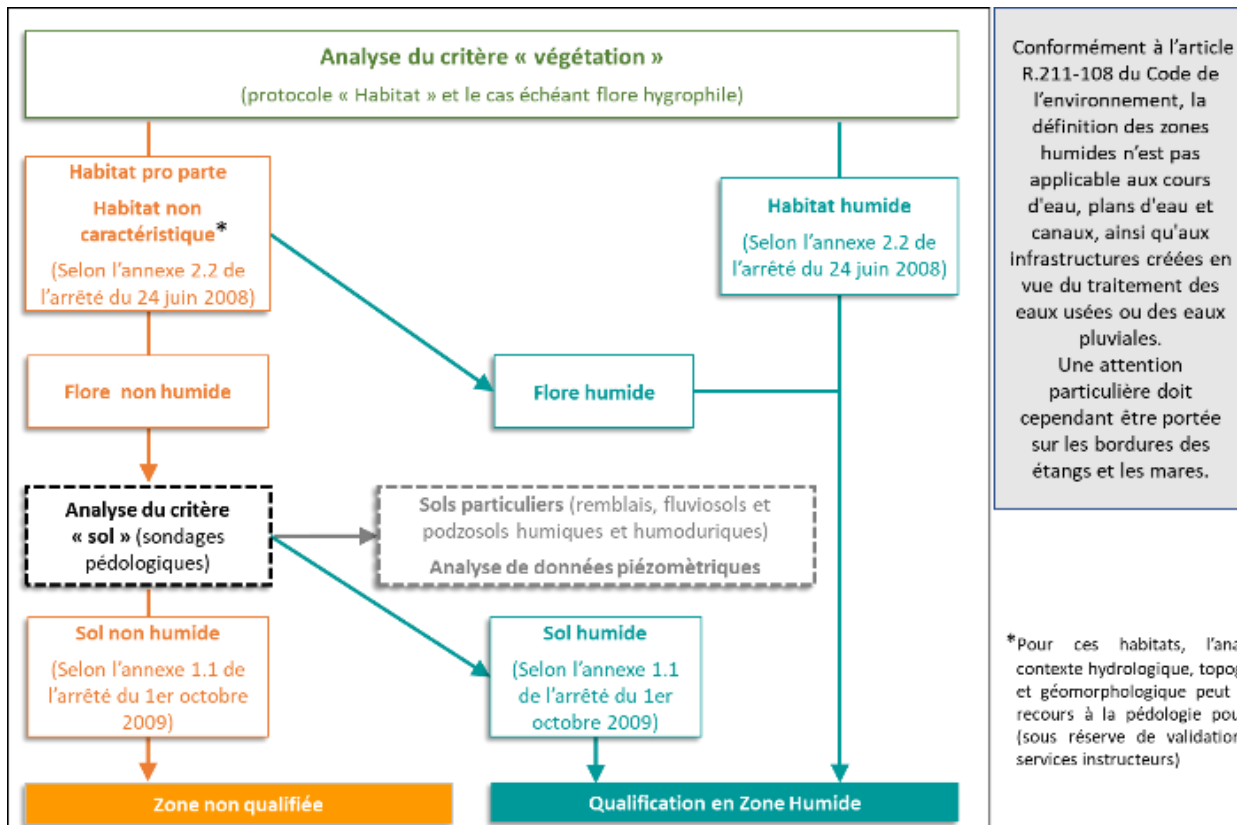 Analyse du critère « végétation »
(protocole « Habitat » et le cas échéant flore hygrophile)
Habitat pro parte
Habitat non
caractéristique*
(Selon l'annexe 2.2 de
l'arrêté du 24 juin 2008)
Habitat humide
(Selon l'annexe 2.2 de
l'arrêté du 24 juin 2008)
Flore non humide
Flore humide
Analyse du critère
« sol » (sondages
pédologiques)
Sols particuliers (remblais, fluviosols et
podzosols humiques et humoduriques)
Analyse de données piézomètriques
Sol non humide
(Selon l'annexe 1.1 de
l'arrêté du 1er octobre
2009)
Sol humide
(Selon l'annexe 1.1
de l'arrêté du 1er
octobre 2009)
Zone non qualifiée
Qualification en Zone Humide
Conformément à l'article
R.211-108 du Code de
l'environnement, la
définition des zones
humides n'est pas
applicable aux cours
d'eau, plans d'eau et
canaux, ainsi qu'aux
infrastructures créées en
vue du traitement des
eaux usées ou des eaux
pluviales.
Une attention
particulière doit
cependant être portée
sur les bordures des
étangs et les mares.
*Pour ces habitats,
contexte hydrologique,
et géomorphologique peut
recours à la pédologie
(sous réserve de
services instructeurs)